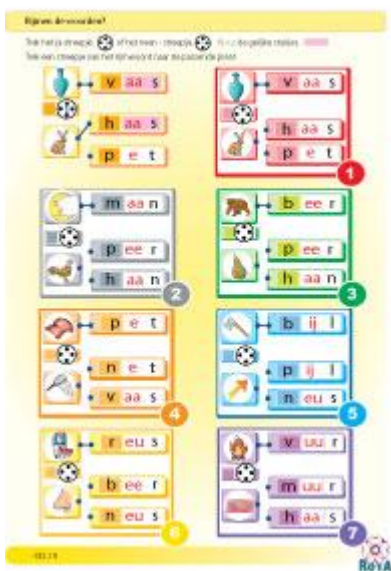 Rijmen de woorden?
v aa s
h aa s
p e t
v aa s
h aa s
p e t
1
m aa n
p ee r
h aa n
2
b ee r
p ee r
h aa n
3
p e t
n e t
v aa s
4
b ij l
p ij l
n eu s
5
r eu s
b ee r
n eu s
6
v uu r
m uu r
h aa s
7